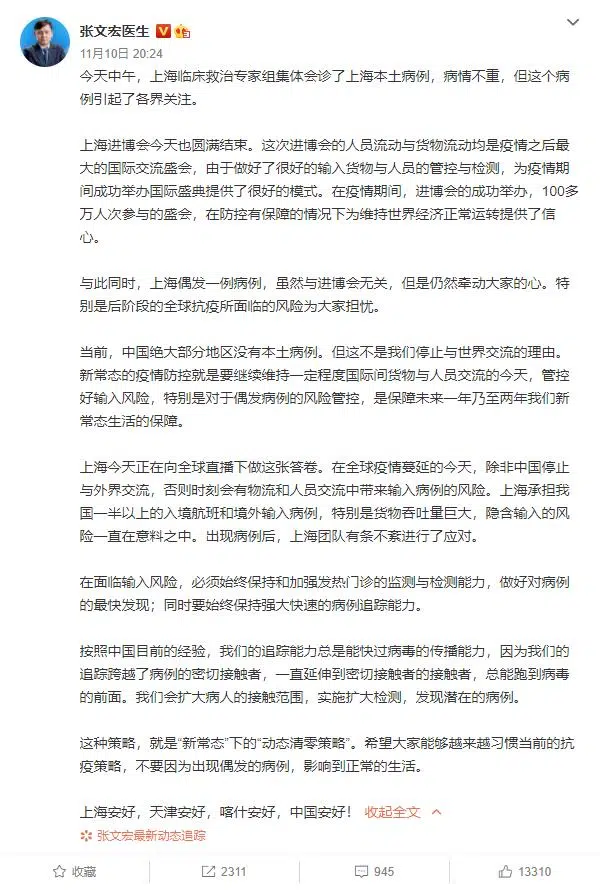 张文宏医生
11月10日 20:24
今天中午，上海临床救治专家组集体会诊了上海本土病例，病情不重，但这个病
例引起了各界关注。
上海进博会今天也圆满结束。这次进博会的人员流动与货物流动均是疫情之后最
大的国际交流盛会，由于做好了很好的输入货物与人员的管控与检测，为疫情期
间成功举办国际盛典提供了很好的模式。在疫情期间，进博会的成功举办，100多
万人次参与的盛会，在防控有保障的情况下为维持世界经济正常运转提供了信
心。
与此同时，上海偶发一例病例，虽然与进博会无关，但是仍然牵动大家的心。特
别是后阶段的全球抗疫所面临的风险为大家担忧。
当前，中国绝大部分地区没有本土病例。但这不是我们停止与世界交流的理由。
新常态的疫情防控就是要继续维持一定程度国际间货物与人员交流的今天，管控
好输入风险，特别是对于偶发病例的风险管控，是保障未来一年乃至两年我们新
常态生活的保障。
上海今天正在向全球直播下做这张答卷。在全球疫情蔓延的今天，除非中国停止
与外界交流，否则时刻会有物流和人员交流中带来输入病例的风险。上海承担我
国一半以上的入境航班和境外输入病例，特别是货物吞吐量巨大，隐含输入的风
险一直在意料之中。出现病例后，上海团队有条不紊进行了应对。
在面临输入风险，必须始终保持和加强发热门诊的监测与检测能力，做好对病例
的最快发现；同时要始终保持强大快速的病例追踪能力。
按照中国目前的经验，我们的追踪能力总是能快过病毒的传播能力，因为我们的
追踪跨越了病例的密切接触者，一直延伸到密切接触者的接触者，总能跑到病毒
的前面。我们会扩大病人的接触范围，实施扩大检测，发现潜在的病例。
这种策略，就是“新常态”下的“动态清零策略”。希望大家能够越来越习惯当前的抗
疫策略，不要因为出现偶发的病例，影响到正常的生活。
上海安好，天津安好，喀什安好，中国安好！ 收起全文
张文宏最新动态追踪
收藏 2311 945 13310